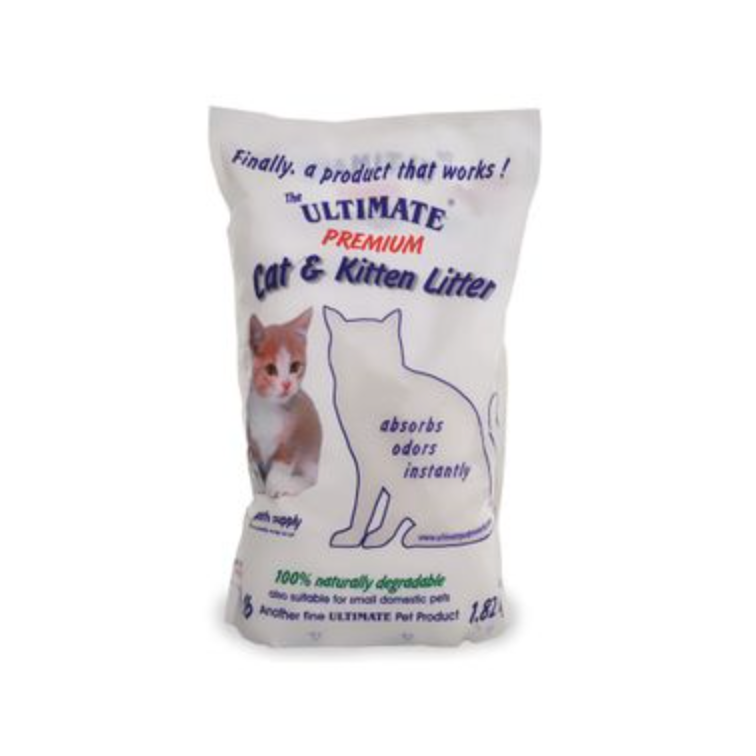 Finally, a product that works !
The
ULTIMATE®
PREMIUM
Cat & Kitten Litter
absorbs
odors
instantly
supply
100% naturally degradable
also suitable for small domestic pets
Another fine ULTIMATE Pet Product
1.82